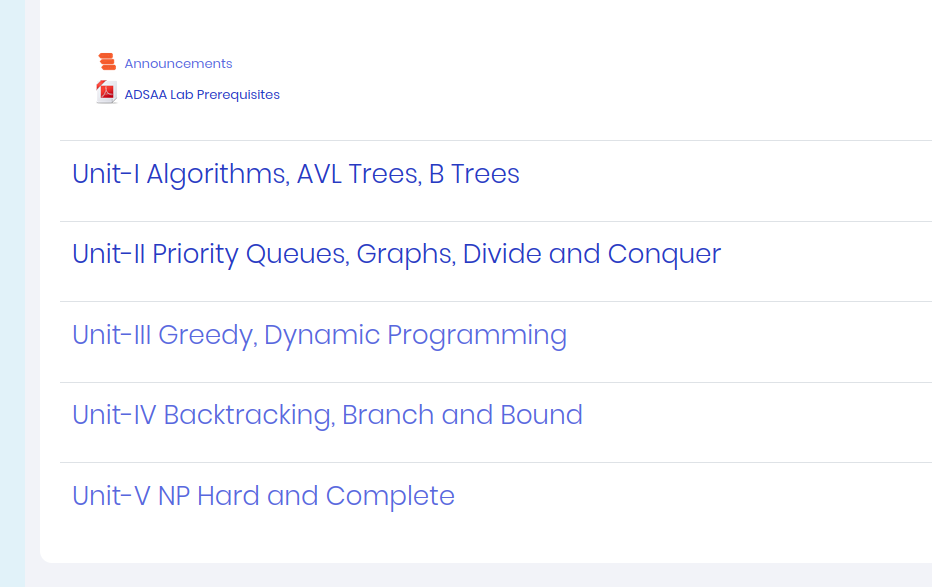 Announcements
ADSAA Lab Prerequisites
Unit-I Algorithms, AVL Trees, B Trees
Unit-II Priority Queues, Graphs, Divide and Conquer
Unit-III Greedy, Dynamic Programming
Unit-IV Backtracking, Branch and Bound
Unit-V NP Hard and Complete